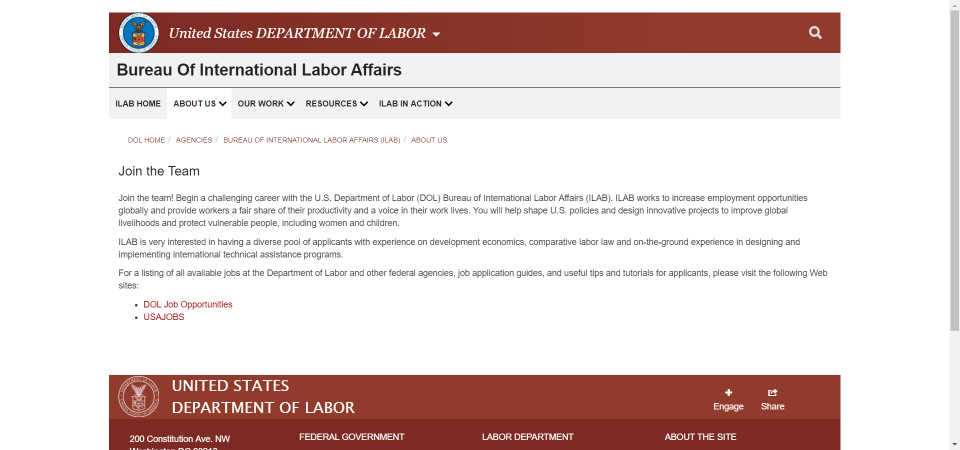 United States DEPARTMENT OF LABOR
Bureau Of International Labor Affairs
ILAB HOME ABOUT US OUR WORK RESOURCES ILAB IN ACTION
DOL HOME / AGENCIES / BUREAU OF INTERNATIONAL LABOR AFFAIRS (ILAB) / ABOUT US
Join the Team
Join the team! Begin a challenging career with the U.S. Department of Labor (DOL) Bureau of International Labor Affairs (ILAB). ILAB works to increase employment opportunities
globally and provide workers a fair share of their productivity and a voice in their work lives. You will help shape U.S. policies and design innovative projects to improve global
livelihoods and protect vulnerable people, including women and children.
ILAB is very interested in having a diverse pool of applicants with experience on development economics, comparative labor law and on-the-ground experience in designing and
implementing international technical assistance programs.
For a listing of all available jobs at the Department of Labor and other federal agencies, job application guides, and useful tips and tutorials for applicants, please visit the following Web
sites:
• DOL Job Opportunities
• USAJOBS
UNITED STATES
DEPARTMENT OF LABOR
Engage Share
200 Constitution Ave. NW FEDERAL GOVERNMENT LABOR DEPARTMENT ABOUT THE SITE